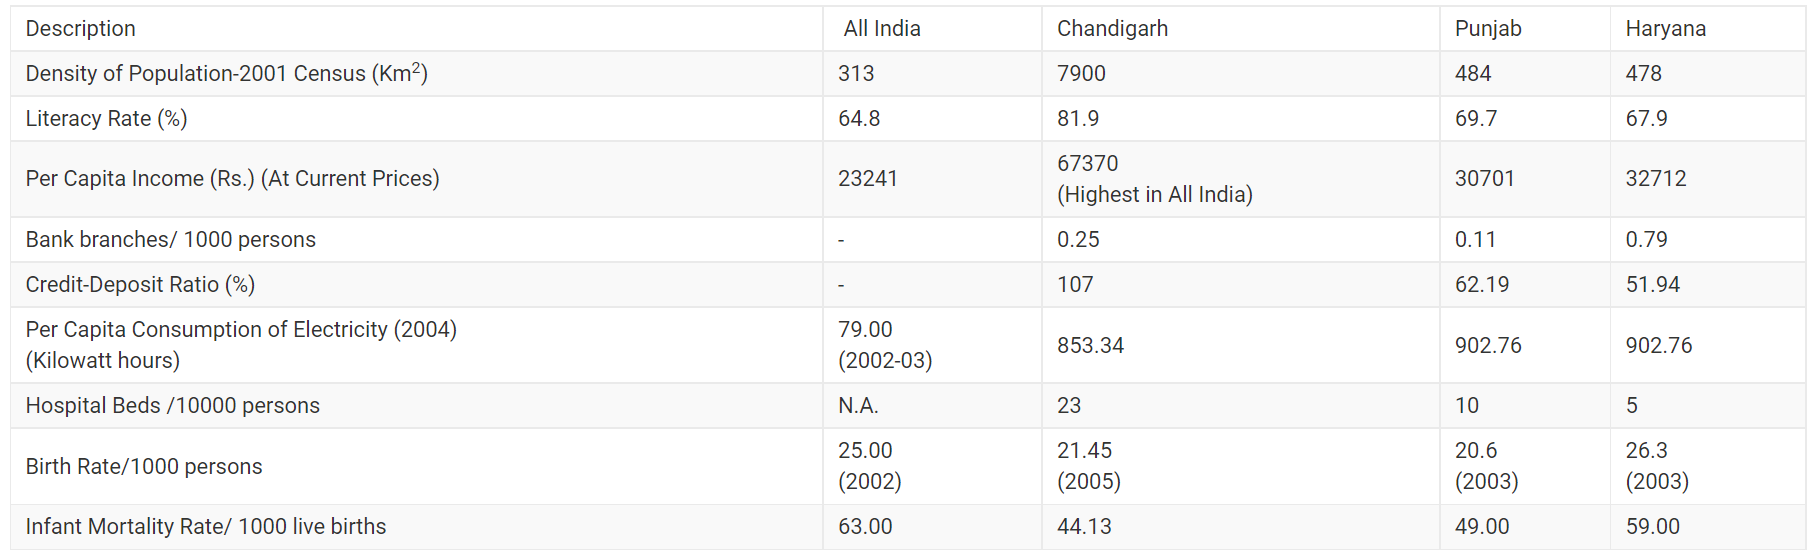 Description All India Chandigarh Punjab Haryana
Density of Population-2001 Census (Km²) 313 7900 484 478
Literacy Rate (%) 64.8 81.9 69.7 67.9
Per Capita Income (Rs.) (At Current Prices) 23241 67370 (Highest in All India) 30701 32712
Bank branches/ 1000 persons - 0.25 0.11 0.79
Credit-Deposit Ratio (%) - 107 62.19 51.94
Per Capita Consumption of Electricity (2004) (Kilowatt hours) 79.00 (2002-03) 853.34 902.76 902.76
Hospital Beds /10000 persons N.A. 23 10 5
Birth Rate/1000 persons 25.00 (2002) 21.45 (2005) 20.6 (2003) 26.3 (2003)
Infant Mortality Rate/ 1000 live births 63.00 44.13 49.00 59.00